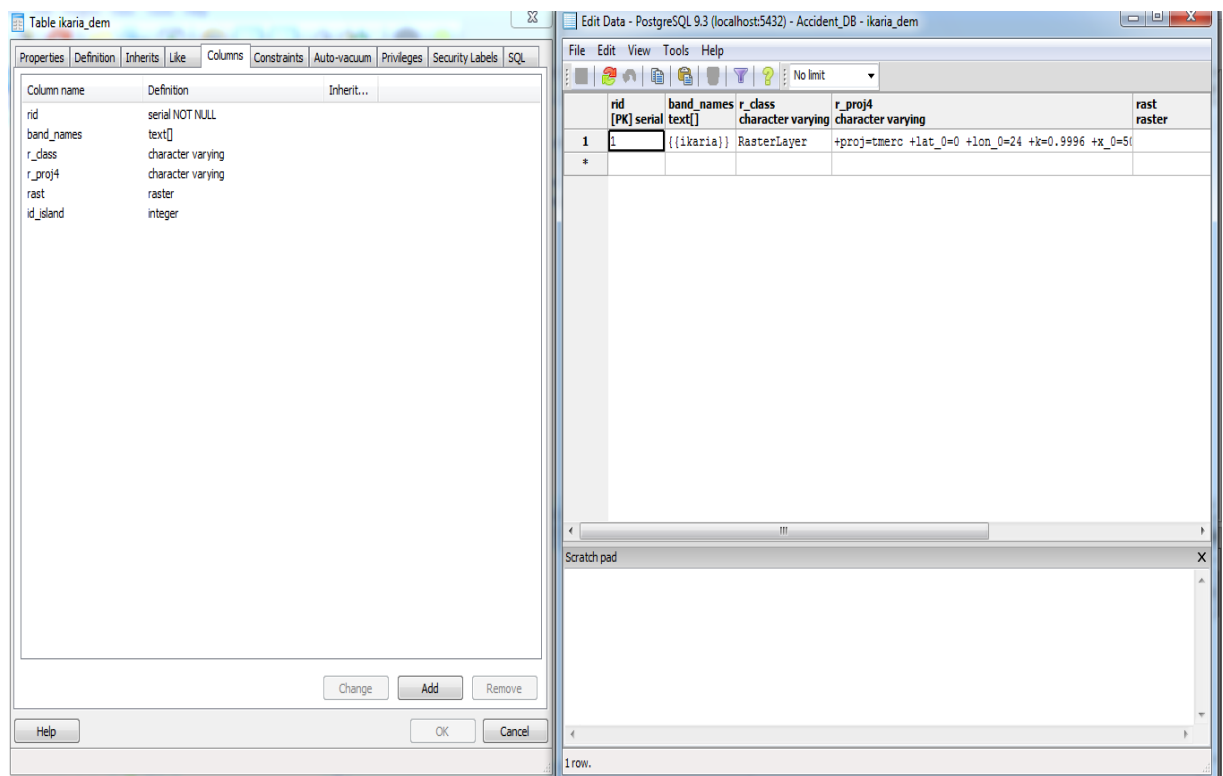 Table ikaria_dem
Properties Definition Inherits Like Columns Constraints Auto-vacuum Privileges Security Labels SQL
Column name Definition Inherit...
rid serial NOT NULL
band_names text[]
r_class character varying
r_proj4 character varying
rast raster
id_island integer
Change Add Remove
Help OK Cancel
Edit Data - PostgreSQL 9.3 (localhost:5432) - Accident_DB - ikaria_dem
File Edit View Tools Help
No limit
rid band_names r_class r_proj4 rast
[PK] serial text[] character varying character varying raster
1 1 {{ikaria}} RasterLayer +proj=tmerc +lat_0=0 +lon_0=24 +k=0.9996 +x_0=50
*
Scratch pad
1 row.